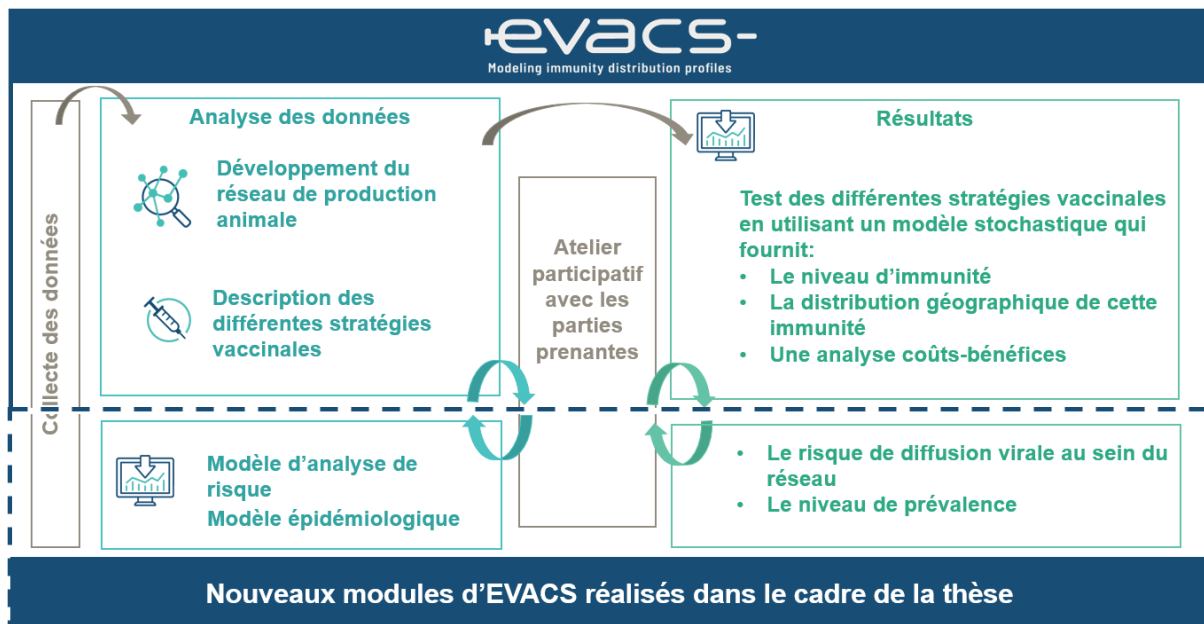 evacs
Modeling immunity distribution profiles
Collecte des données
Analyse des données
Développement du
réseau de production
animale
Description des
différentes stratégies
vaccinales
Atelier
participatif
avec les
parties
prenantes
Résultats
Test des différentes stratégies vaccinales
en utilisant un modèle stochastique qui
fournit:
• Le niveau d’immunité
• La distribution géographique de cette
immunité
• Une analyse coûts-bénéfices
Modèle d’analyse de
risque
Modèle épidémiologique
• Le risque de diffusion virale au sein du
réseau
• Le niveau de prévalence
Nouveaux modules d’EVACS réalisés dans le cadre de la thèse